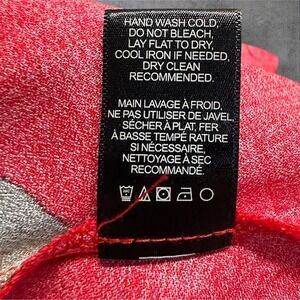 HAND WASH COLD,
DO NOT BLEACH,
LAY FLAT TO DRY,
COOL IRON IF NEEDED,
DRY CLEAN
RECOMMENDED.
MAIN LAVAGE À FROID,
NE PAS UTILISER DE JAVEL,
SÉCHER À PLAT, FER
À BASSE TEMPÉ RATURE
SI NÉCESSAIRE,
NETTOYAGE À SEC
RECOMMANDÉ.